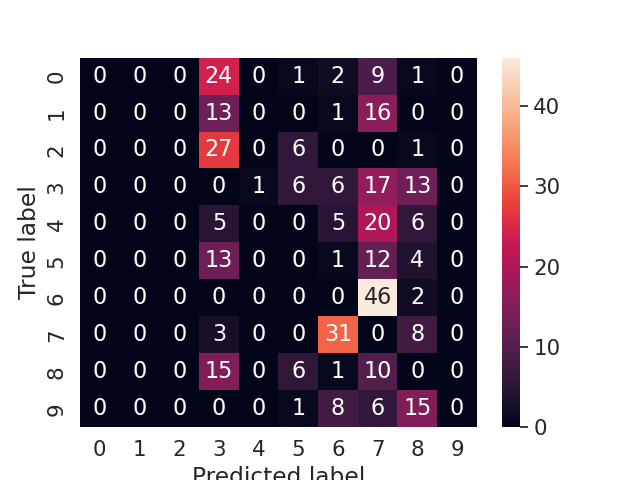 0 0 0 0 24 0 1 2 9 1 0
1 0 0 0 13 0 0 1 16 0 0
2 0 0 0 27 0 6 0 0 1 0
3 0 0 0 0 1 6 6 17 13 0
4 0 0 0 5 0 0 5 20 6 0
5 0 0 0 13 0 0 1 12 4 0
6 0 0 0 0 0 0 0 46 2 0
7 0 0 0 3 0 0 31 0 8 0
8 0 0 0 15 0 6 1 10 0 0
9 0 0 0 0 0 1 8 6 15 0
0 1 2 3 4 5 6 7 8 9
Predicted label
True label
40
30
20
10
0